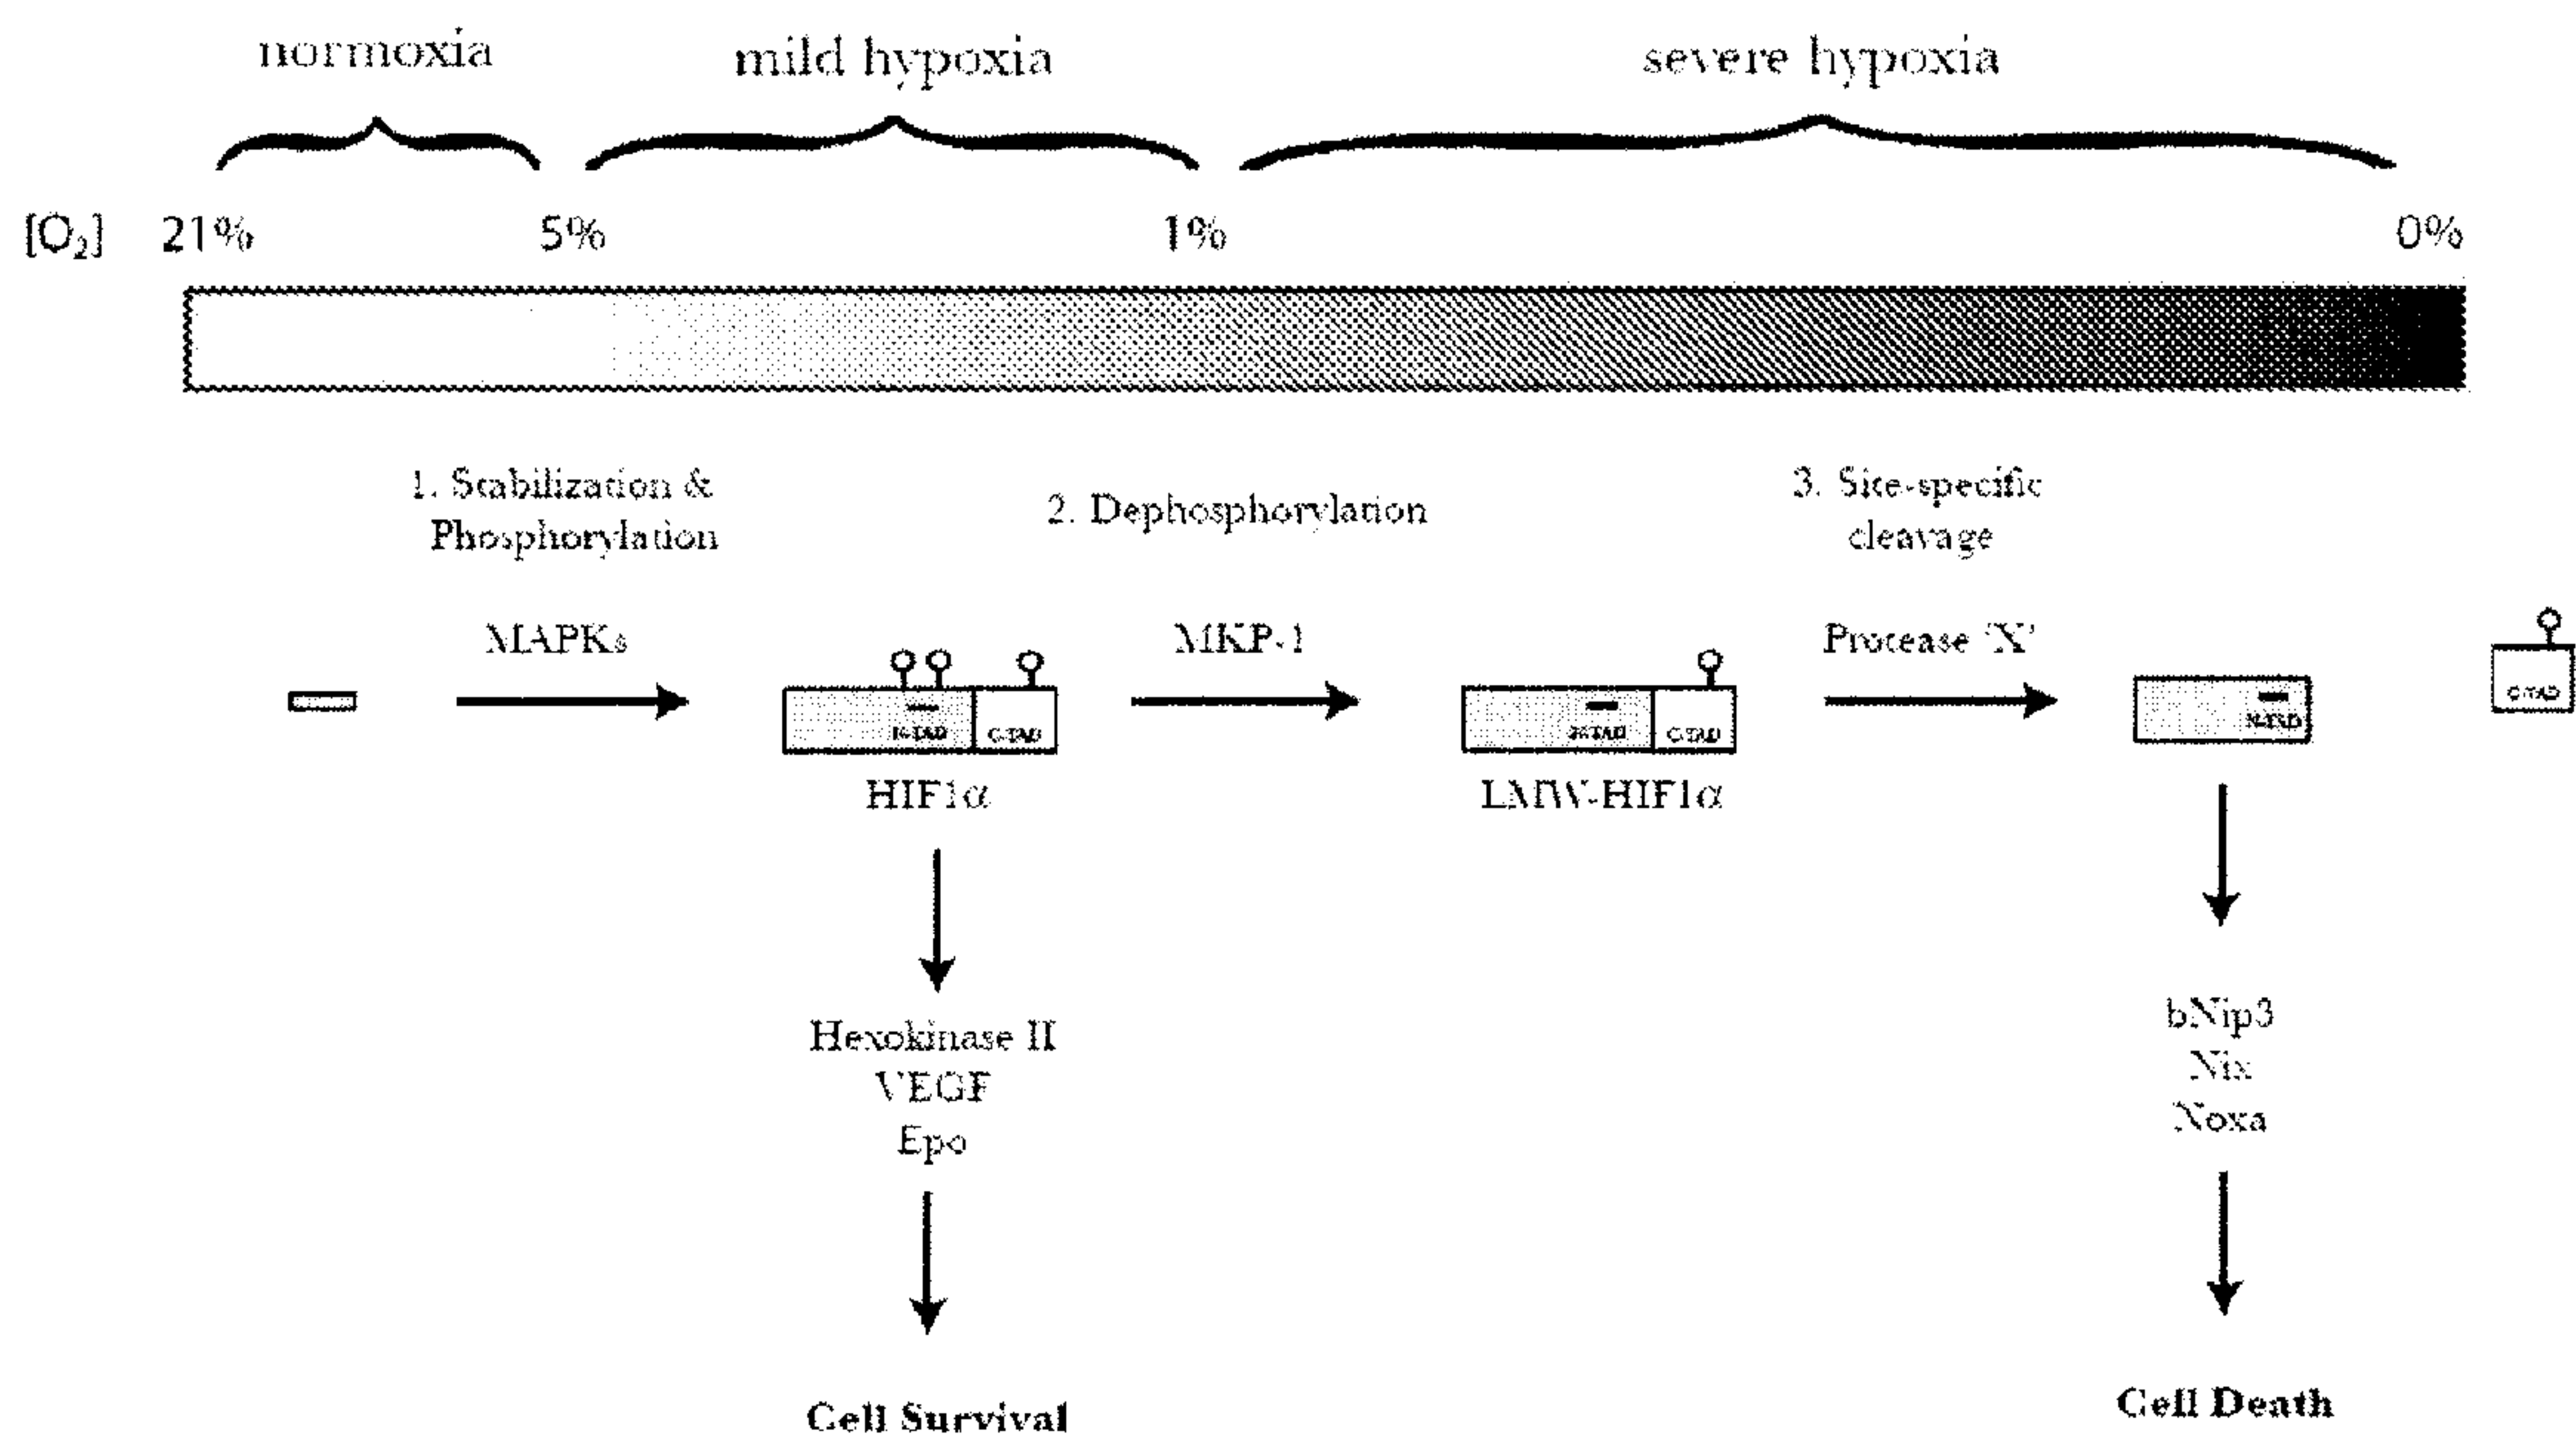 normoxia
mild hypoxia
severe hypoxia
[O₂]
21%
5%
1%
0%
1. Stabilization &
Phosphorylation
2. Dephosphorylation
3. Site-specific
cleavage
MAPKs
MKP-1
Protease 'X'
N-TAD
C-TAD
N-TAD
C-TAD
N-TAD
C-TAD
HIF1α
LMW-HIF1α
Hexokinase II
VEGF
Epo
bNip3
Nix
Noxa
Cell Survival
Cell Death